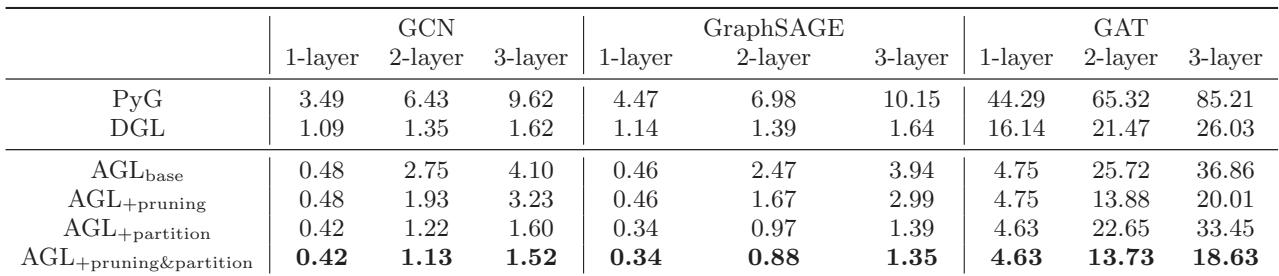 GCN GraphSAGE GAT
1-layer 2-layer 3-layer 1-layer 2-layer 3-layer 1-layer 2-layer 3-layer
PyG 3.49 6.43 9.62 4.47 6.98 10.15 44.29 65.32 85.21
DGL 1.09 1.35 1.62 1.14 1.39 1.64 16.14 21.47 26.03
AGLbase 0.48 2.75 4.10 0.46 2.47 3.94 4.75 25.72 36.86
AGL+pruning 0.48 1.93 3.23 0.46 1.67 2.99 4.75 13.88 20.01
AGL+partition 0.42 1.22 1.60 0.34 0.97 1.39 4.63 22.65 33.45
AGL+pruning&partition 0.42 1.13 1.52 0.34 0.88 1.35 4.63 13.73 18.63